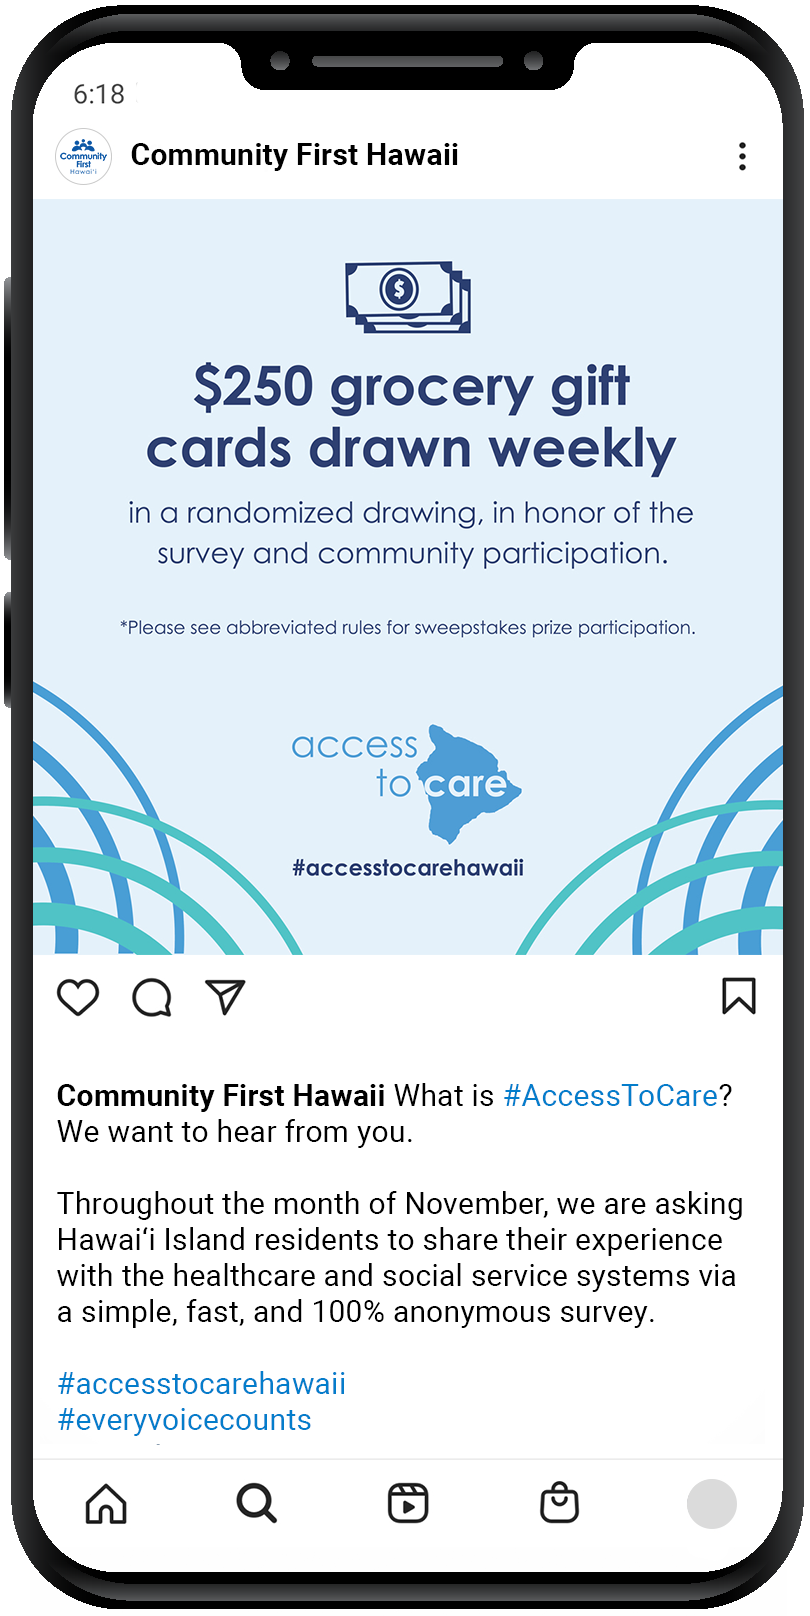 6:18
Community
First
Hawai‘i
Community First Hawaii
$
$250 grocery gift
cards drawn weekly
in a randomized drawing, in honor of the
survey and community participation.
*Please see abbreviated rules for sweepstakes prize participation.
access
to care
#accesstocarehawaii
Community First Hawaii What is #AccessToCare?
We want to hear from you.
Throughout the month of November, we are asking
Hawai‘i Island residents to share their experience
with the healthcare and social service systems via
a simple, fast, and 100% anonymous survey.
#accesstocarehawaii
#everyvoicecounts